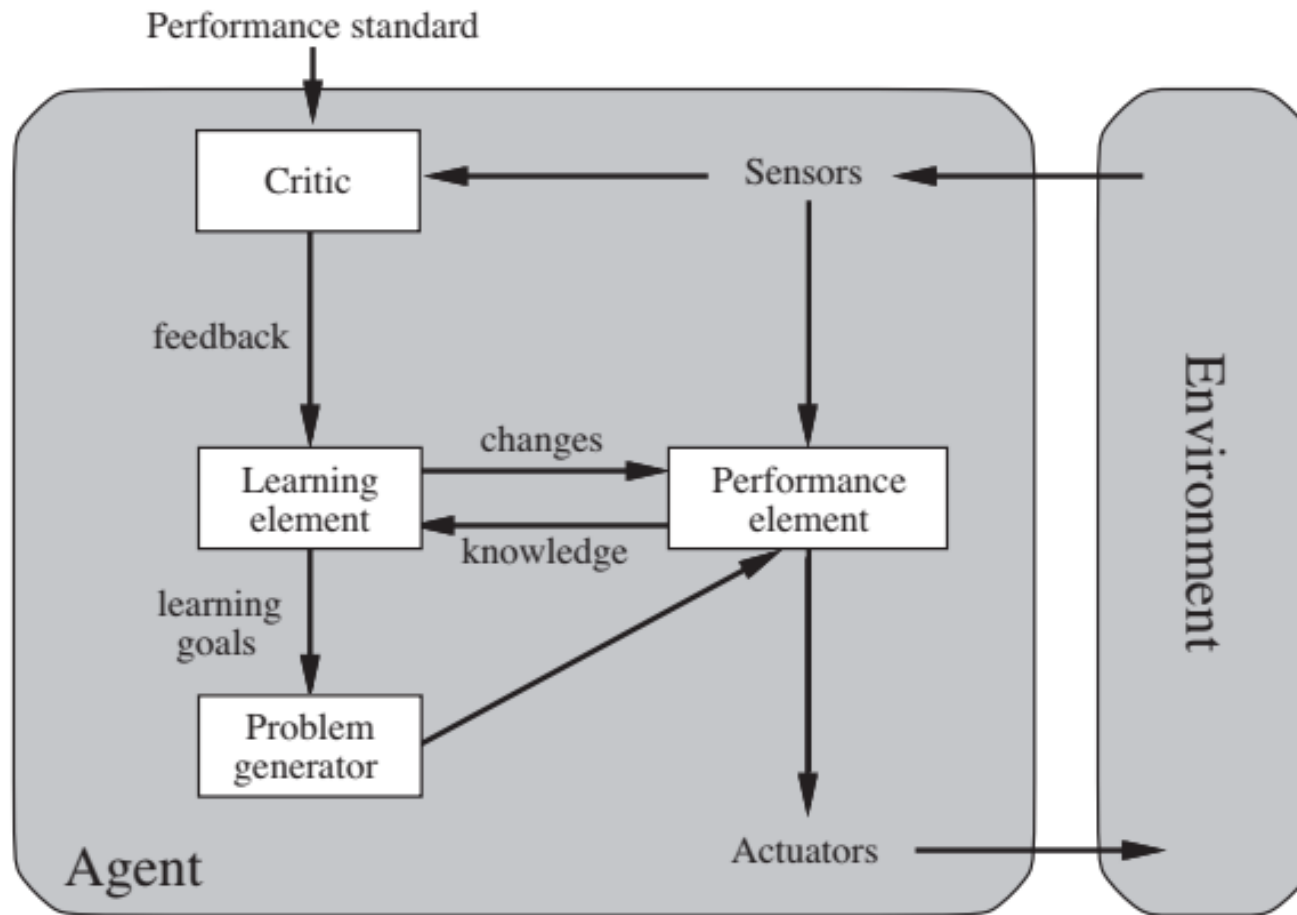 Performance standard
Critic
Sensors
feedback
changes
Learning
element
Performance
element
knowledge
learning
goals
Problem
generator
Agent
Actuators
Environment